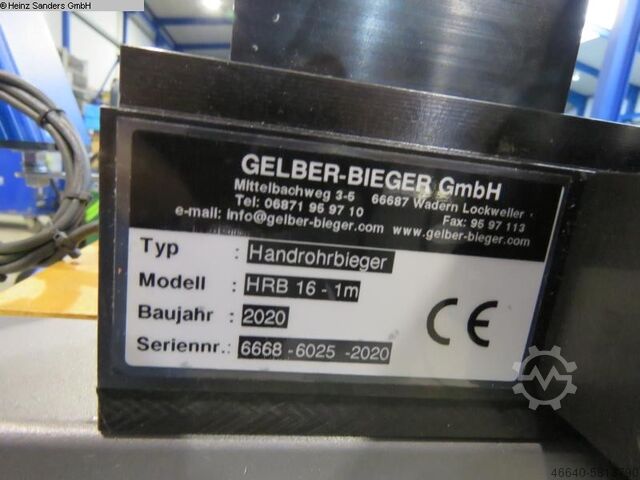 ©Heinz Sanders GmbH
GELBER-BIEGER GmbH
Mittelbachweg 3-5 66687 Wadern Lockweiler
Tel: 06871 95 97 10 Fax: 95 97 113
e-mail: info@gelber-bieger.com www.gelber-bieger.com
Typ : Handrohrbieger
Modell : HRB 16 - 1m
Baujahr : 2020
Seriennr.: 6668 -6025 -2020
CE